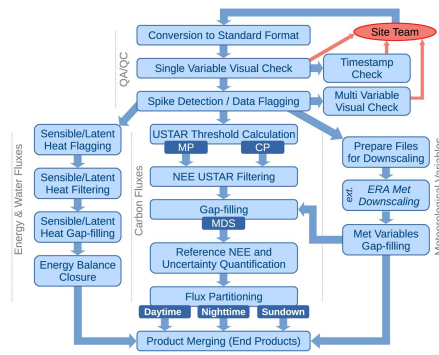 Conversion to Standard Format
Site Team
QA/QC
Single Variable Visual Check
Timestamp
Check
Spike Detection / Data Flagging
Multi Variable
Visual Check
Energy & Water Fluxes
Sensible/Latent
Heat Flagging
Sensible/Latent
Heat Filtering
Sensible/Latent
Heat Gap-filling
Energy Balance
Closure
Carbon Fluxes
USTAR Threshold Calculation
MP
CP
NEE USTAR Filtering
Gap-filling
MDS
Reference NEE and
Uncertainty Quantification
Flux Partitioning
Daytime
Nighttime
Sundown
Prepare Files
for Downscaling
ext.
ERA Met
Downscaling
Met Variables
Gap-filling
Meteorological Variables
Product Merging (End Products)